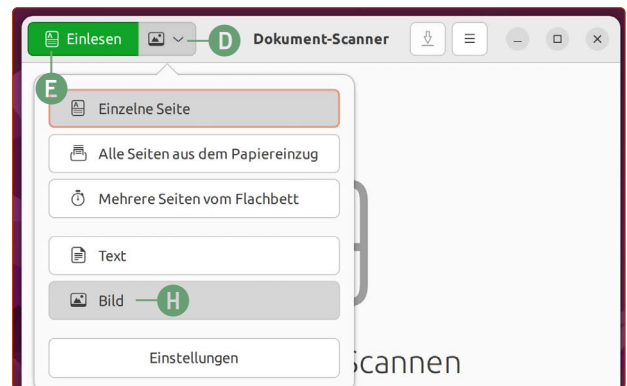 Einlesen D Dokument-Scanner
E
Einzelne Seite
Alle Seiten aus dem Papiereinzug
Mehrere Seiten vom Flachbett
Text
Bild H
Einstellungen
Scannen